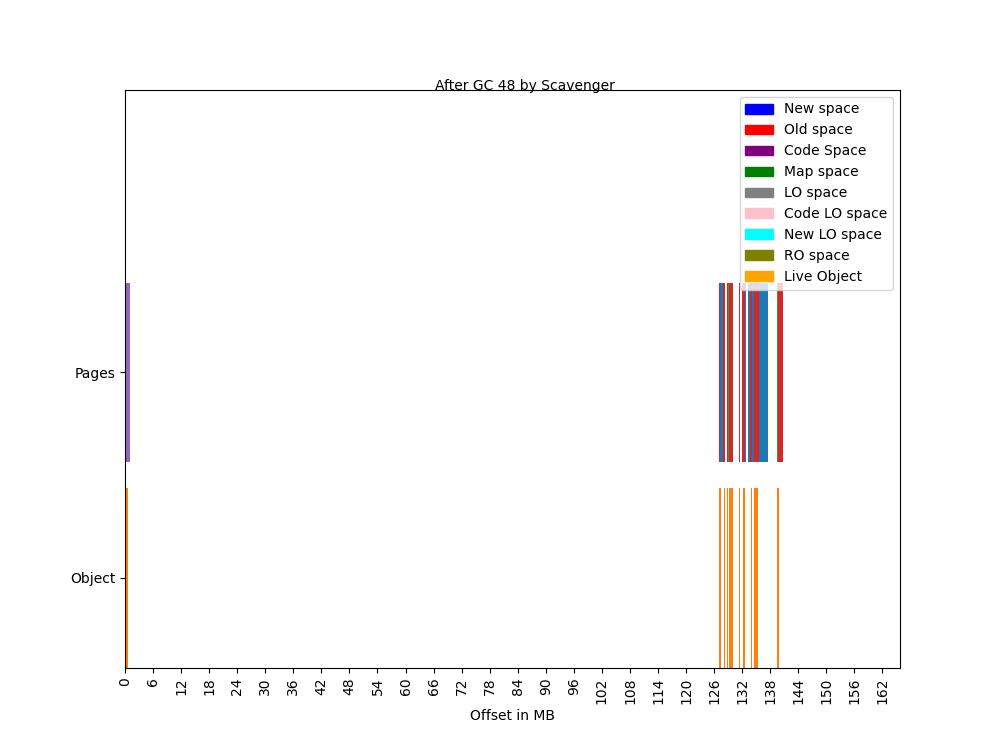 After GC 48 by Scavenger
New space
Old space
Code Space
Map space
LO space
Code LO space
New LO space
RO space
Live Object
Pages
Object
0 6 12 18 24 30 36 42 48 54 60 66 72 78 84 90 96 102 108 114 120 126 132 138 144 150 156 162
Offset in MB